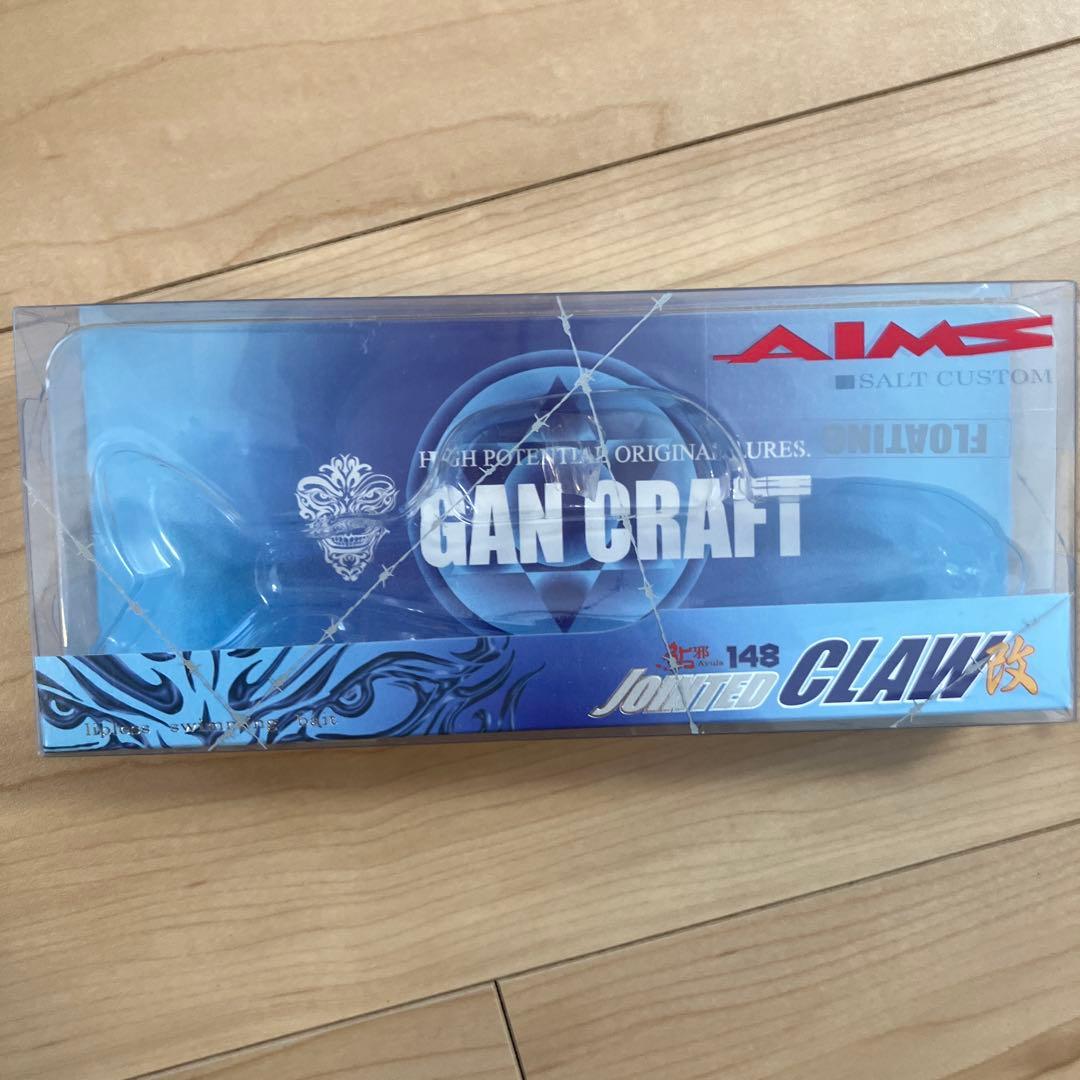 AIMS
SALT CUSTOM
FLOATING
HIGH POTENTIAL ORIGINAL LURES.
GAN CRAFT
邪 Ayuja 148
JOINTED CLAW改
lipless swimming bait